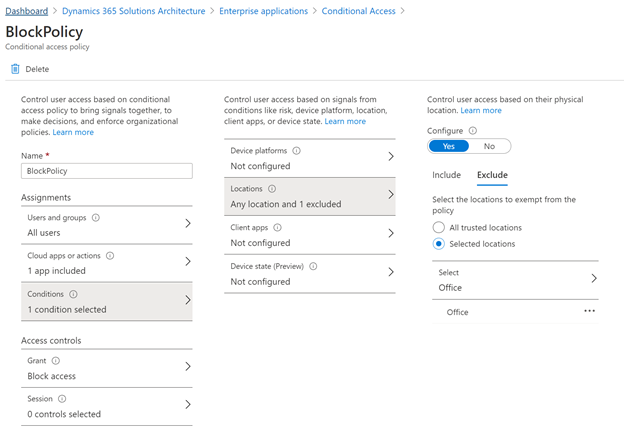 Dashboard > Dynamics 365 Solutions Architecture > Enterprise applications > Conditional Access >
BlockPolicy
Conditional access policy
Delete
Control user access based on conditional
access policy to bring signals together, to
make decisions, and enforce organizational
policies. Learn more
Name *
BlockPolicy
Assignments
Users and groups
All users
Cloud apps or actions
1 app included
Conditions
1 condition selected
Access controls
Grant
Block access
Session
0 controls selected
Control user access based on signals from
conditions like risk, device platform, location,
client apps, or device state. Learn more
Device platforms
Not configured
Locations
Any location and 1 excluded
Client apps
Not configured
Device state (Preview)
Not configured
Control user access based on their physical
location. Learn more
Configure
Yes No
Include Exclude
Select the locations to exempt from the
policy
All trusted locations
Selected locations
Select
Office
Office